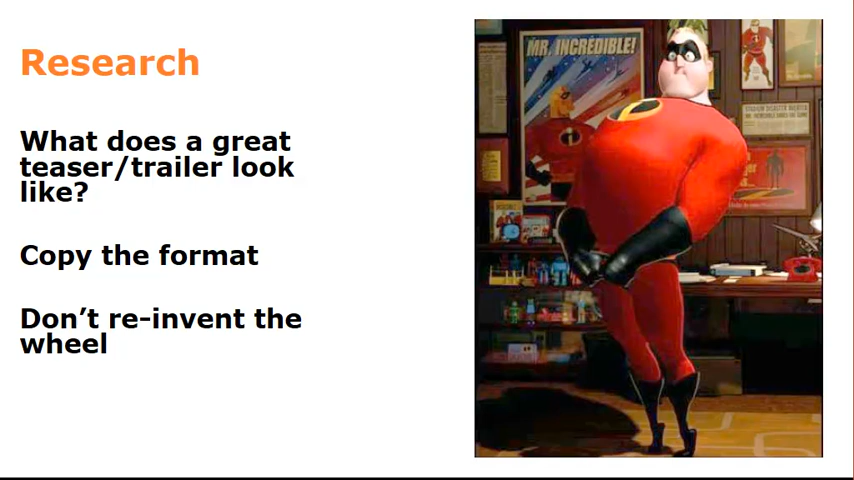 Research
What does a great
teaser/trailer look
like?
Copy the format
Don’t re-invent the
wheel
MR. INCREDIBLE!